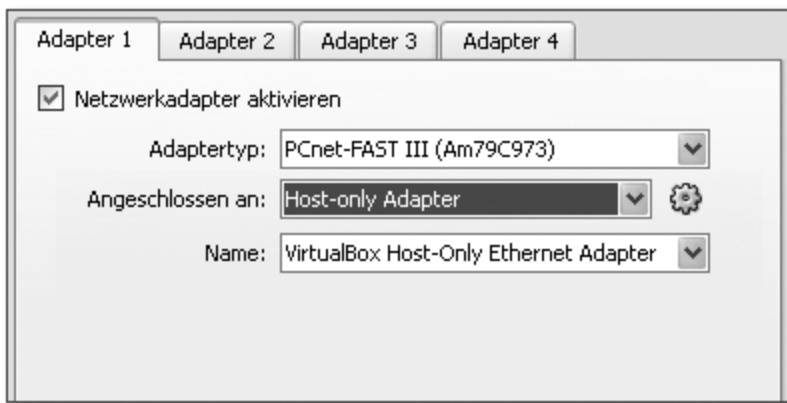 Adapter 1 Adapter 2 Adapter 3 Adapter 4
Netzwerkadapter aktivieren
Adaptertyp: PCnet-FAST III (Am79C973)
Angeschlossen an: Host-only Adapter
Name: VirtualBox Host-Only Ethernet Adapter